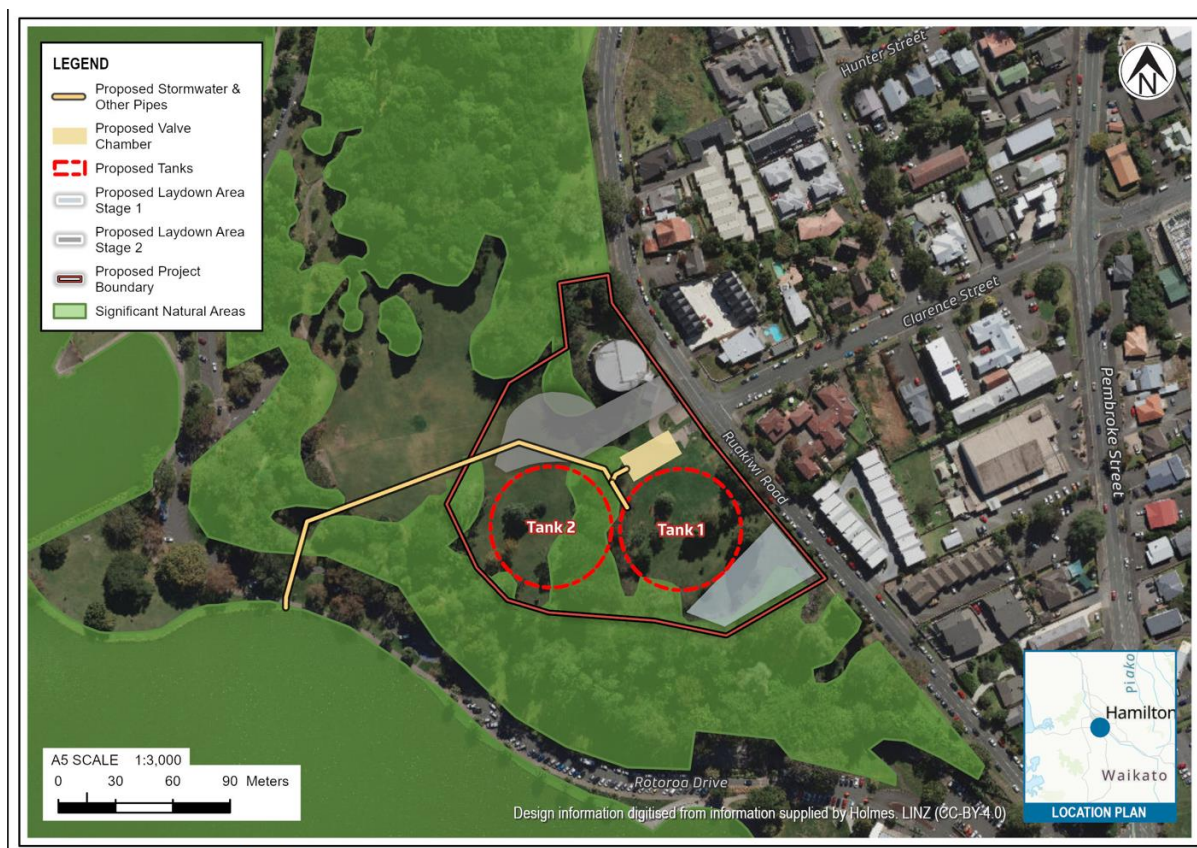 LEGEND
Proposed Stormwater &
Other Pipes
Proposed Valve
Chamber
Proposed Tanks
Proposed Laydown Area
Stage 1
Proposed Laydown Area
Stage 2
Proposed Project
Boundary
Significant Natural Areas
N
Hunter Street
Clarence Street
Pembroke Street
Ruakiwi Road
Tank 2
Tank 1
Rotoroa Drive
A5 SCALE 1:3,000
0 30 60 90 Meters
Design information digitised from information supplied by Holmes. LINZ (CC-BY-4.0)
Piako
Hamilton
Waikato
LOCATION PLAN